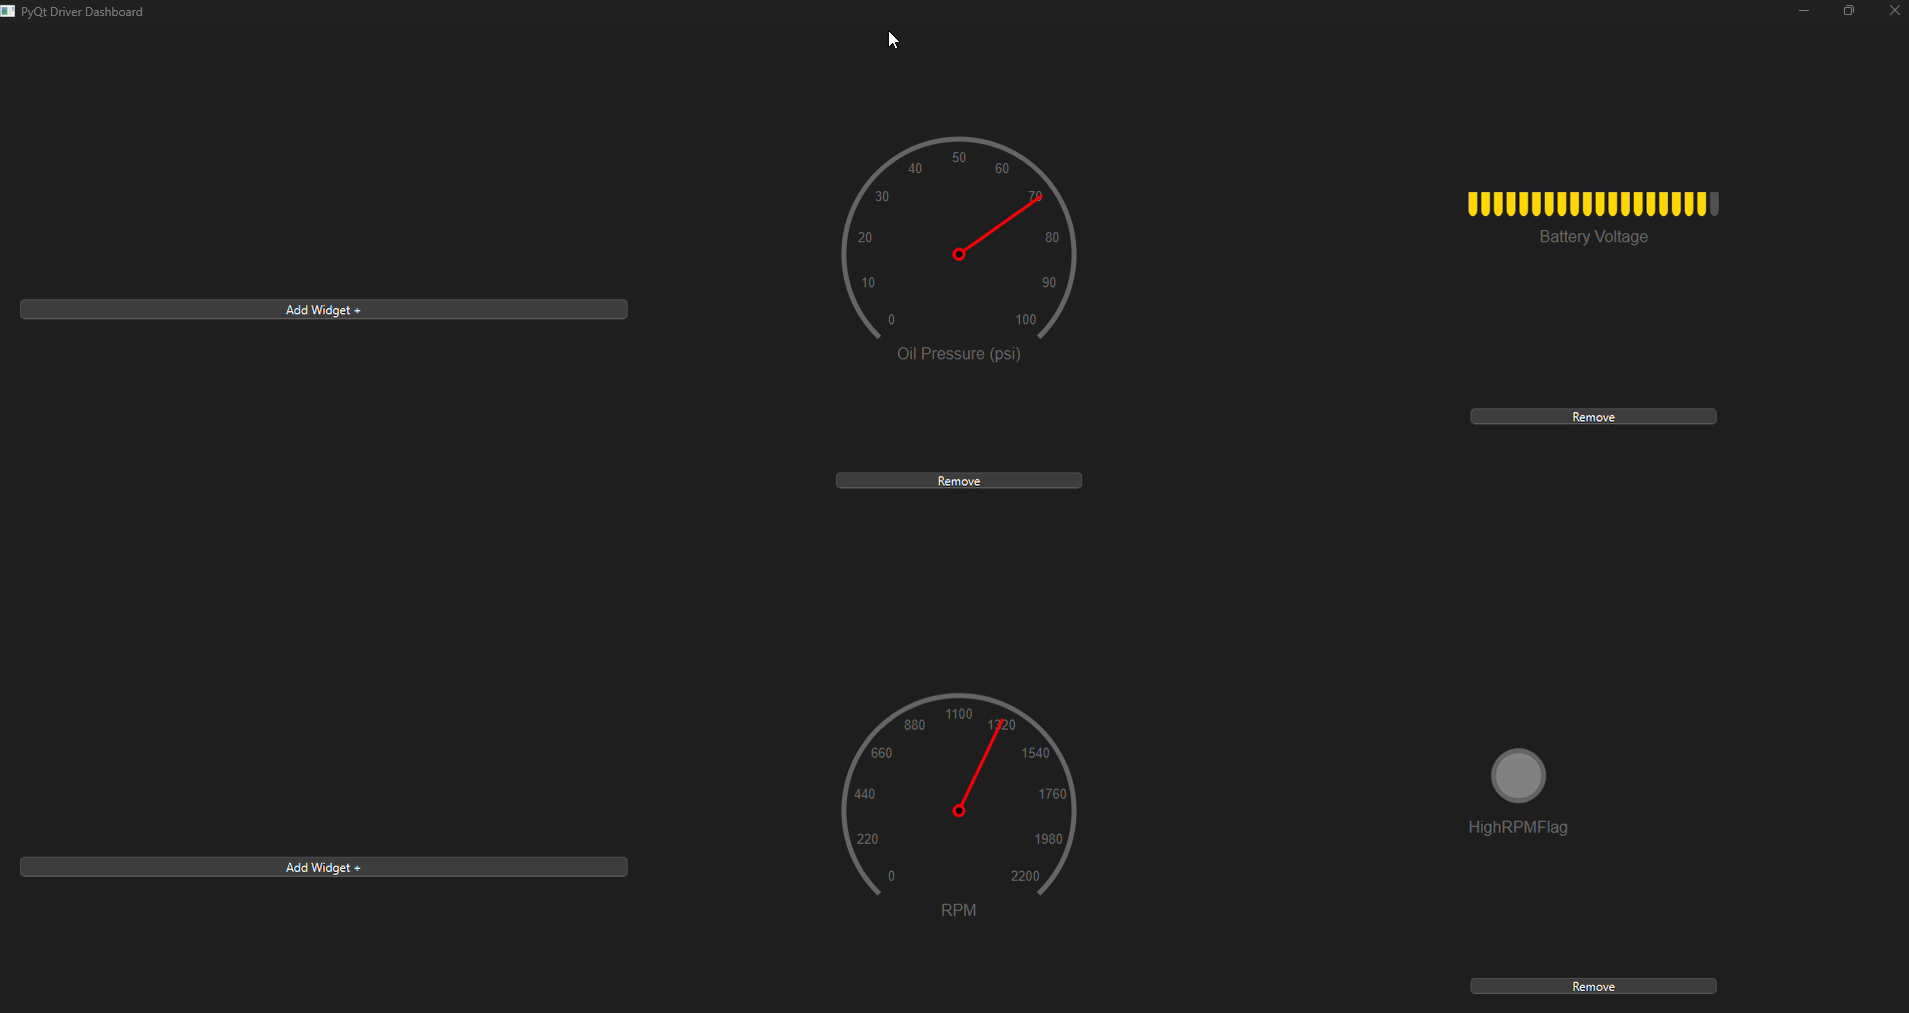 PyQt Driver Dashboard
Add Widget +
0
10
20
30
40
50
60
70
80
90
100
Oil Pressure (psi)
Remove
Battery Voltage
Remove
Add Widget +
0
220
440
660
880
1100
1320
1540
1760
1980
2200
RPM
HighRPMFlag
Remove